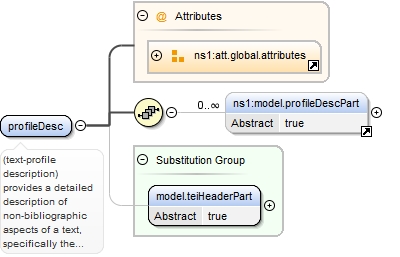 Attributes
ns1:att.global.attributes
0..∞
ns1:model.profileDescPart
Abstract true
profileDesc
(text-profile
description)
provides a detailed
description of
non-bibliographic
aspects of a text,
specifically the...
Substitution Group
model.teiHeaderPart
Abstract true